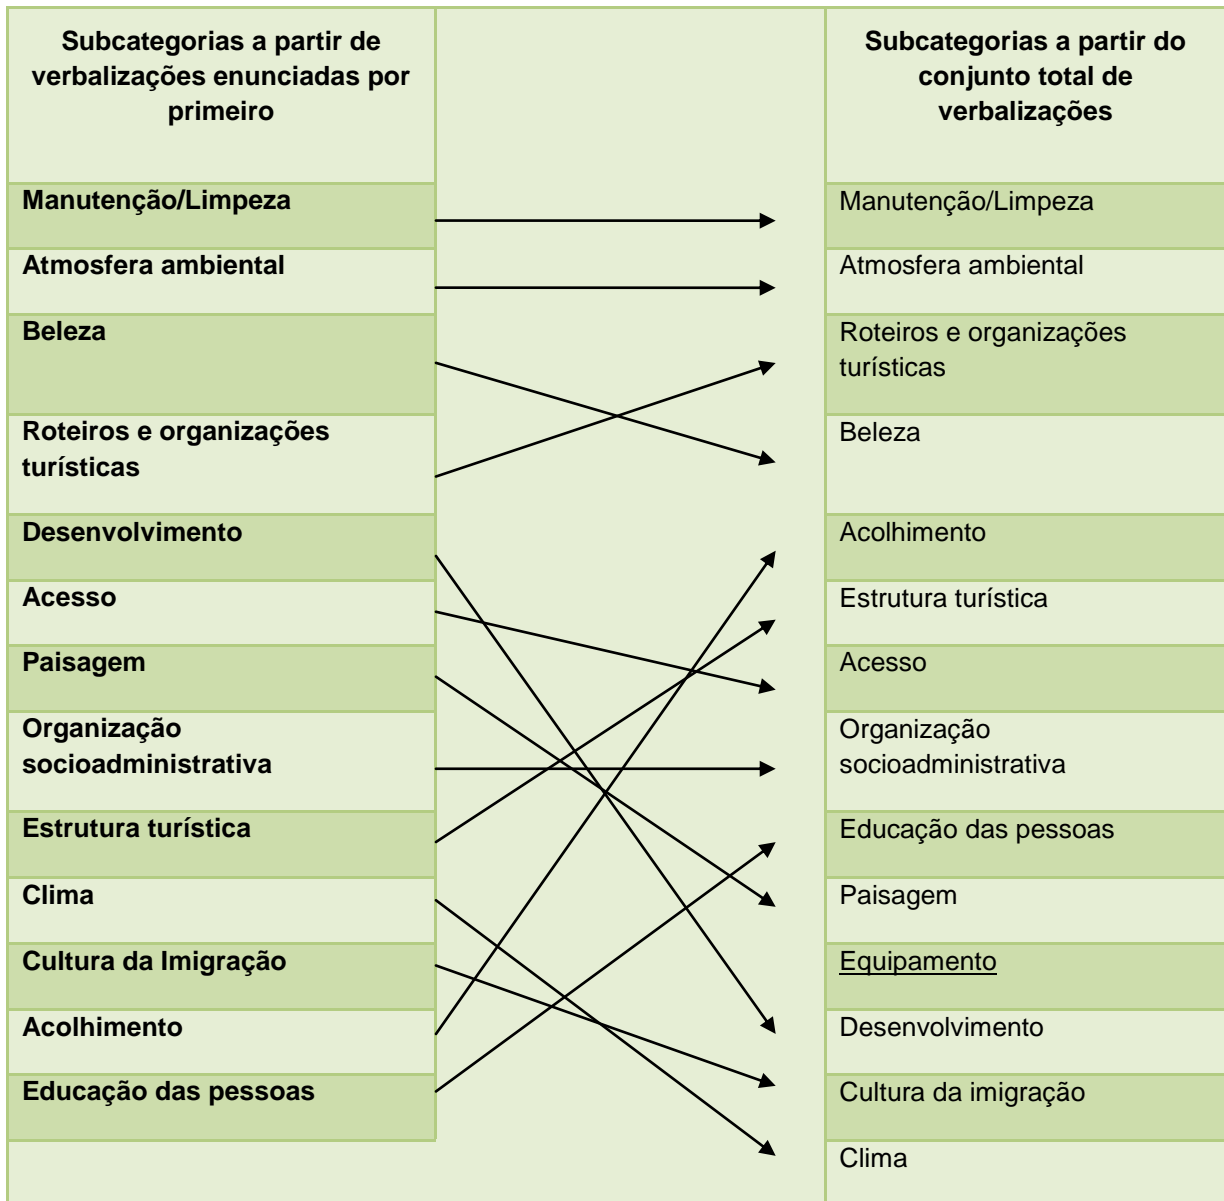 Subcategorias a partir de
verbalizações enunciadas por
primeiro
Manutenção/Limpeza
Atmosfera ambiental
Beleza
Roteiros e organizações
turísticas
Desenvolvimento
Acesso
Paisagem
Organização
socioadministrativa
Estrutura turística
Clima
Cultura da Imigração
Acolhimento
Educação das pessoas
Subcategorias a partir do
conjunto total de
verbalizações
Manutenção/Limpeza
Atmosfera ambiental
Roteiros e organizações
turísticas
Beleza
Acolhimento
Estrutura turística
Acesso
Organização
socioadministrativa
Educação das pessoas
Paisagem
Equipamento
Desenvolvimento
Cultura da imigração
Clima